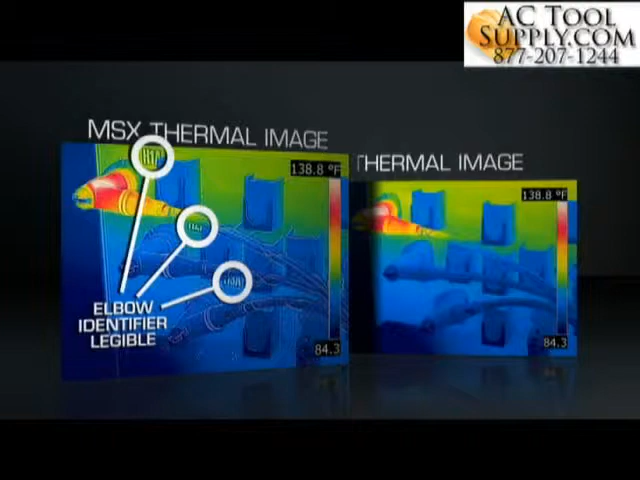 AC TOOL
SUPPLY.COM
877-207-1244
MSX THERMAL IMAGE
THERMAL IMAGE
H1A
138.8 °F
138.8 °F
ELBOW
IDENTIFIER
LEGIBLE
84.3
84.3